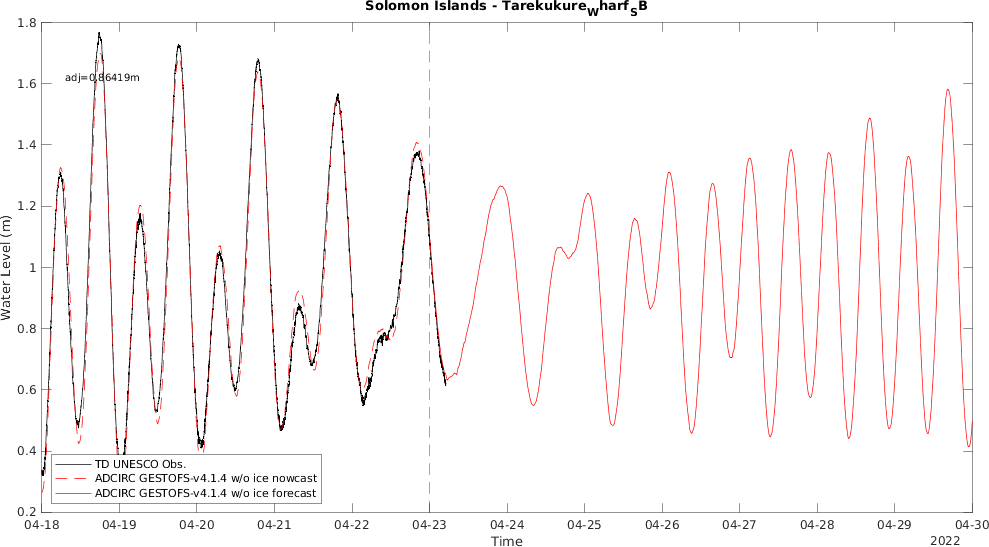 Solomon Islands - Tarekukure_Wharf_SB
1.8
adj=0.86419m
1.6
1.4
1.2
1
0.8
0.6
0.4
0.2
Water Level (m)
TD UNESCO Obs.
ADCIRC GESTOFS-v4.1.4 w/o ice nowcast
ADCIRC GESTOFS-v4.1.4 w/o ice forecast
04-18 04-19 04-20 04-21 04-22 04-23 04-24 04-25 04-26 04-27 04-28 04-29 04-30
Time
2022